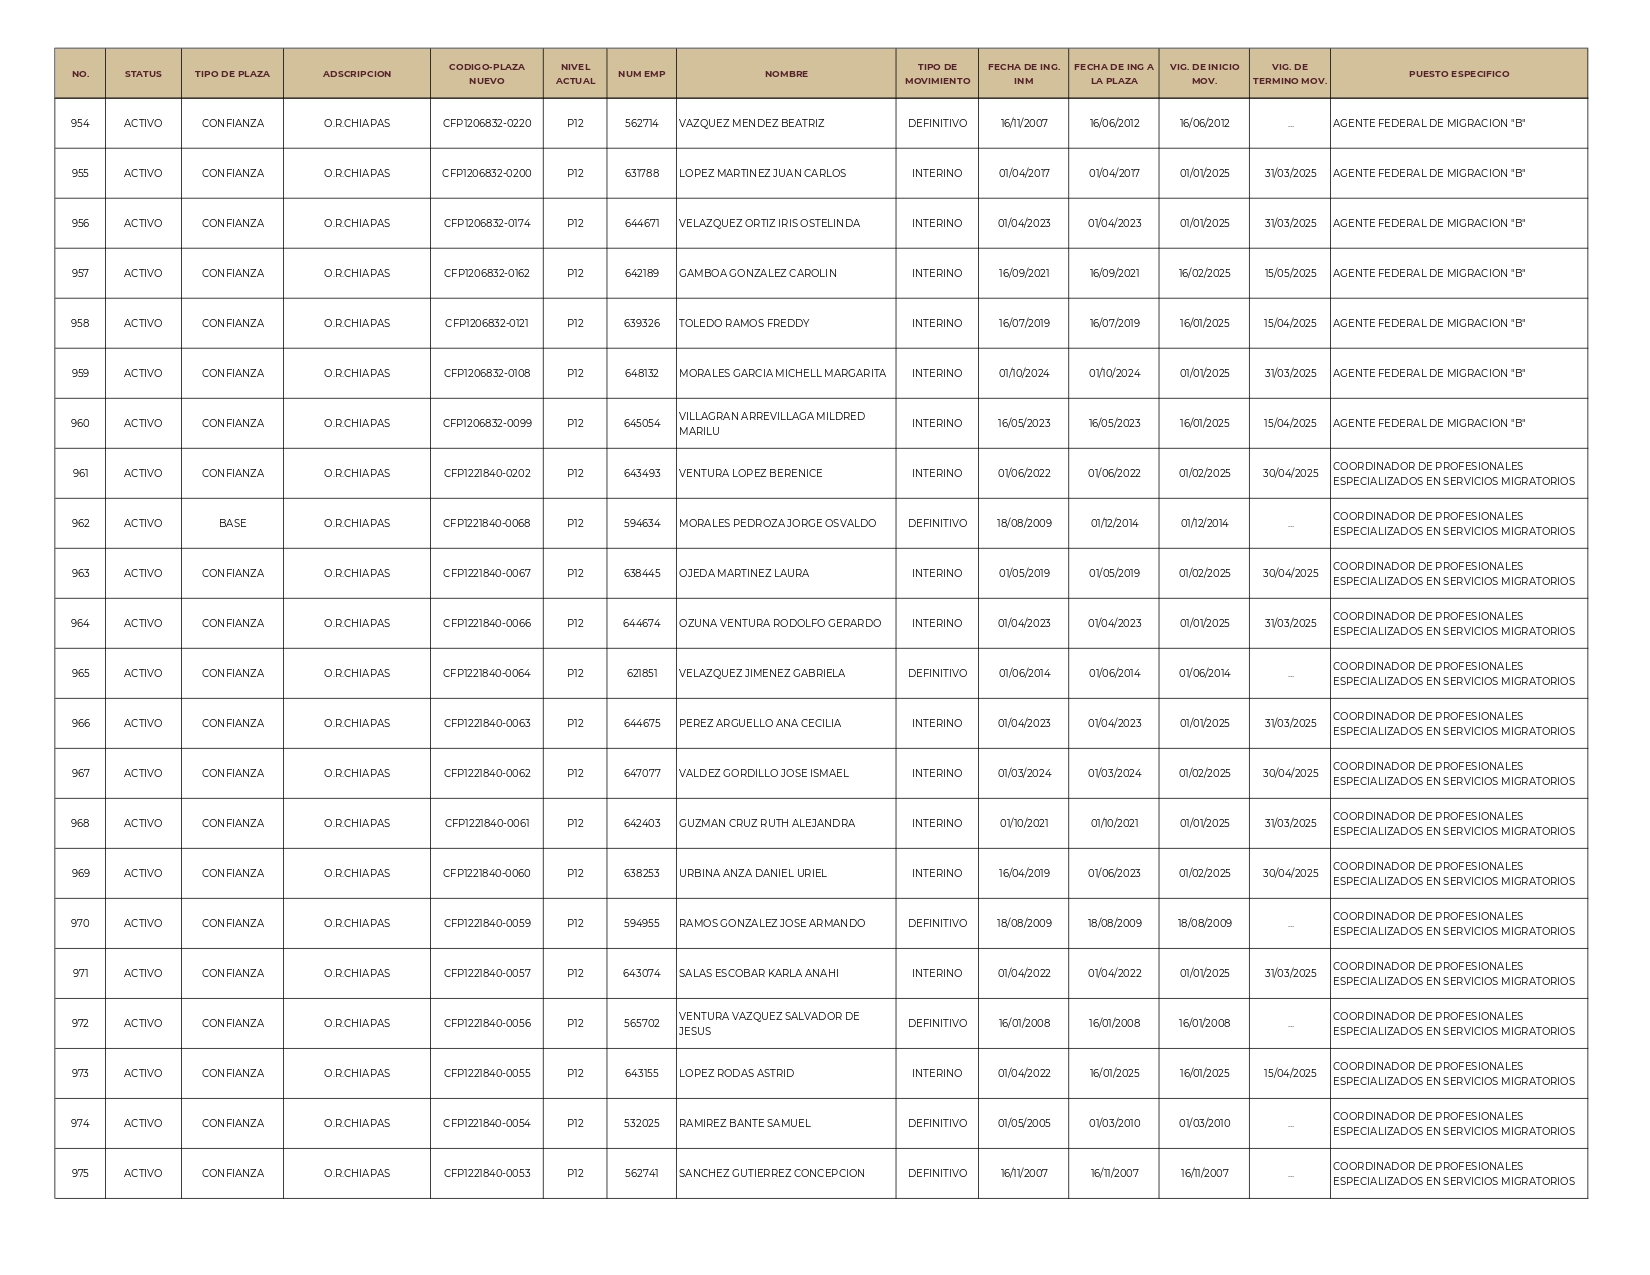 NO. STATUS TIPO DE PLAZA ADSCRIPCION CODIGO-PLAZA NUEVO NIVEL ACTUAL NUM EMP NOMBRE TIPO DE MOVIMIENTO FECHA DE ING. INM FECHA DE ING A LA PLAZA VIG. DE INICIO MOV. VIG. DE TERMINO MOV. PUESTO ESPECIFICO
954 ACTIVO CONFIANZA O.R.CHIAPAS CFP1206832-0220 P12 562714 VAZQUEZ MENDEZ BEATRIZ DEFINITIVO 16/11/2007 16/06/2012 16/06/2012 ... AGENTE FEDERAL DE MIGRACION "B"
955 ACTIVO CONFIANZA O.R.CHIAPAS CFP1206832-0200 P12 631788 LOPEZ MARTINEZ JUAN CARLOS INTERINO 01/04/2017 01/04/2017 01/01/2025 31/03/2025 AGENTE FEDERAL DE MIGRACION "B"
956 ACTIVO CONFIANZA O.R.CHIAPAS CFP1206832-0174 P12 644671 VELAZQUEZ ORTIZ IRIS OSTELINDA INTERINO 01/04/2023 01/04/2023 01/01/2025 31/03/2025 AGENTE FEDERAL DE MIGRACION "B"
957 ACTIVO CONFIANZA O.R.CHIAPAS CFP1206832-0162 P12 642189 GAMBOA GONZALEZ CAROLIN INTERINO 16/09/2021 16/09/2021 16/02/2025 15/05/2025 AGENTE FEDERAL DE MIGRACION "B"
958 ACTIVO CONFIANZA O.R.CHIAPAS CFP1206832-0121 P12 639326 TOLEDO RAMOS FREDDY INTERINO 16/07/2019 16/07/2019 16/01/2025 15/04/2025 AGENTE FEDERAL DE MIGRACION "B"
959 ACTIVO CONFIANZA O.R.CHIAPAS CFP1206832-0108 P12 648132 MORALES GARCIA MICHELL MARGARITA INTERINO 01/10/2024 01/10/2024 01/01/2025 31/03/2025 AGENTE FEDERAL DE MIGRACION "B"
960 ACTIVO CONFIANZA O.R.CHIAPAS CFP1206832-0099 P12 645054 VILLAGRAN ARREVILLAGA MILDRED MARILU INTERINO 16/05/2023 16/05/2023 16/01/2025 15/04/2025 AGENTE FEDERAL DE MIGRACION "B"
961 ACTIVO CONFIANZA O.R.CHIAPAS CFP1221840-0202 P12 643493 VENTURA LOPEZ BERENICE INTERINO 01/06/2022 01/06/2022 01/02/2025 30/04/2025 COORDINADOR DE PROFESIONALES ESPECIALIZADOS EN SERVICIOS MIGRATORIOS
962 ACTIVO BASE O.R.CHIAPAS CFP1221840-0068 P12 594634 MORALES PEDROZA JORGE OSVALDO DEFINITIVO 18/08/2009 01/12/2014 01/12/2014 ... COORDINADOR DE PROFESIONALES ESPECIALIZADOS EN SERVICIOS MIGRATORIOS
963 ACTIVO CONFIANZA O.R.CHIAPAS CFP1221840-0067 P12 638445 OJEDA MARTINEZ LAURA INTERINO 01/05/2019 01/05/2019 01/02/2025 30/04/2025 COORDINADOR DE PROFESIONALES ESPECIALIZADOS EN SERVICIOS MIGRATORIOS
964 ACTIVO CONFIANZA O.R.CHIAPAS CFP1221840-0066 P12 644674 OZUNA VENTURA RODOLFO GERARDO INTERINO 01/04/2023 01/04/2023 01/01/2025 31/03/2025 COORDINADOR DE PROFESIONALES ESPECIALIZADOS EN SERVICIOS MIGRATORIOS
965 ACTIVO CONFIANZA O.R.CHIAPAS CFP1221840-0064 P12 621851 VELAZQUEZ JIMENEZ GABRIELA DEFINITIVO 01/06/2014 01/06/2014 01/06/2014 ... COORDINADOR DE PROFESIONALES ESPECIALIZADOS EN SERVICIOS MIGRATORIOS
966 ACTIVO CONFIANZA O.R.CHIAPAS CFP1221840-0063 P12 644675 PEREZ ARGUELLO ANA CECILIA INTERINO 01/04/2023 01/04/2023 01/01/2025 31/03/2025 COORDINADOR DE PROFESIONALES ESPECIALIZADOS EN SERVICIOS MIGRATORIOS
967 ACTIVO CONFIANZA O.R.CHIAPAS CFP1221840-0062 P12 647077 VALDEZ GORDILLO JOSE ISMAEL INTERINO 01/03/2024 01/03/2024 01/02/2025 30/04/2025 COORDINADOR DE PROFESIONALES ESPECIALIZADOS EN SERVICIOS MIGRATORIOS
968 ACTIVO CONFIANZA O.R.CHIAPAS CFP1221840-0061 P12 642403 GUZMAN CRUZ RUTH ALEJANDRA INTERINO 01/10/2021 01/10/2021 01/01/2025 31/03/2025 COORDINADOR DE PROFESIONALES ESPECIALIZADOS EN SERVICIOS MIGRATORIOS
969 ACTIVO CONFIANZA O.R.CHIAPAS CFP1221840-0060 P12 638253 URBINA ANZA DANIEL URIEL INTERINO 16/04/2019 01/06/2023 01/02/2025 30/04/2025 COORDINADOR DE PROFESIONALES ESPECIALIZADOS EN SERVICIOS MIGRATORIOS
970 ACTIVO CONFIANZA O.R.CHIAPAS CFP1221840-0059 P12 594955 RAMOS GONZALEZ JOSE ARMANDO DEFINITIVO 18/08/2009 18/08/2009 18/08/2009 ... COORDINADOR DE PROFESIONALES ESPECIALIZADOS EN SERVICIOS MIGRATORIOS
971 ACTIVO CONFIANZA O.R.CHIAPAS CFP1221840-0057 P12 643074 SALAS ESCOBAR KARLA ANAHI INTERINO 01/04/2022 01/04/2022 01/01/2025 31/03/2025 COORDINADOR DE PROFESIONALES ESPECIALIZADOS EN SERVICIOS MIGRATORIOS
972 ACTIVO CONFIANZA O.R.CHIAPAS CFP1221840-0056 P12 565702 VENTURA VAZQUEZ SALVADOR DE JESUS DEFINITIVO 16/01/2008 16/01/2008 16/01/2008 ... COORDINADOR DE PROFESIONALES ESPECIALIZADOS EN SERVICIOS MIGRATORIOS
973 ACTIVO CONFIANZA O.R.CHIAPAS CFP1221840-0055 P12 643155 LOPEZ RODAS ASTRID INTERINO 01/04/2022 16/01/2025 16/01/2025 15/04/2025 COORDINADOR DE PROFESIONALES ESPECIALIZADOS EN SERVICIOS MIGRATORIOS
974 ACTIVO CONFIANZA O.R.CHIAPAS CFP1221840-0054 P12 532025 RAMIREZ BANTE SAMUEL DEFINITIVO 01/05/2005 01/03/2010 01/03/2010 ... COORDINADOR DE PROFESIONALES ESPECIALIZADOS EN SERVICIOS MIGRATORIOS
975 ACTIVO CONFIANZA O.R.CHIAPAS CFP1221840-0053 P12 562741 SANCHEZ GUTIERREZ CONCEPCION DEFINITIVO 16/11/2007 16/11/2007 16/11/2007 ... COORDINADOR DE PROFESIONALES ESPECIALIZADOS EN SERVICIOS MIGRATORIOS